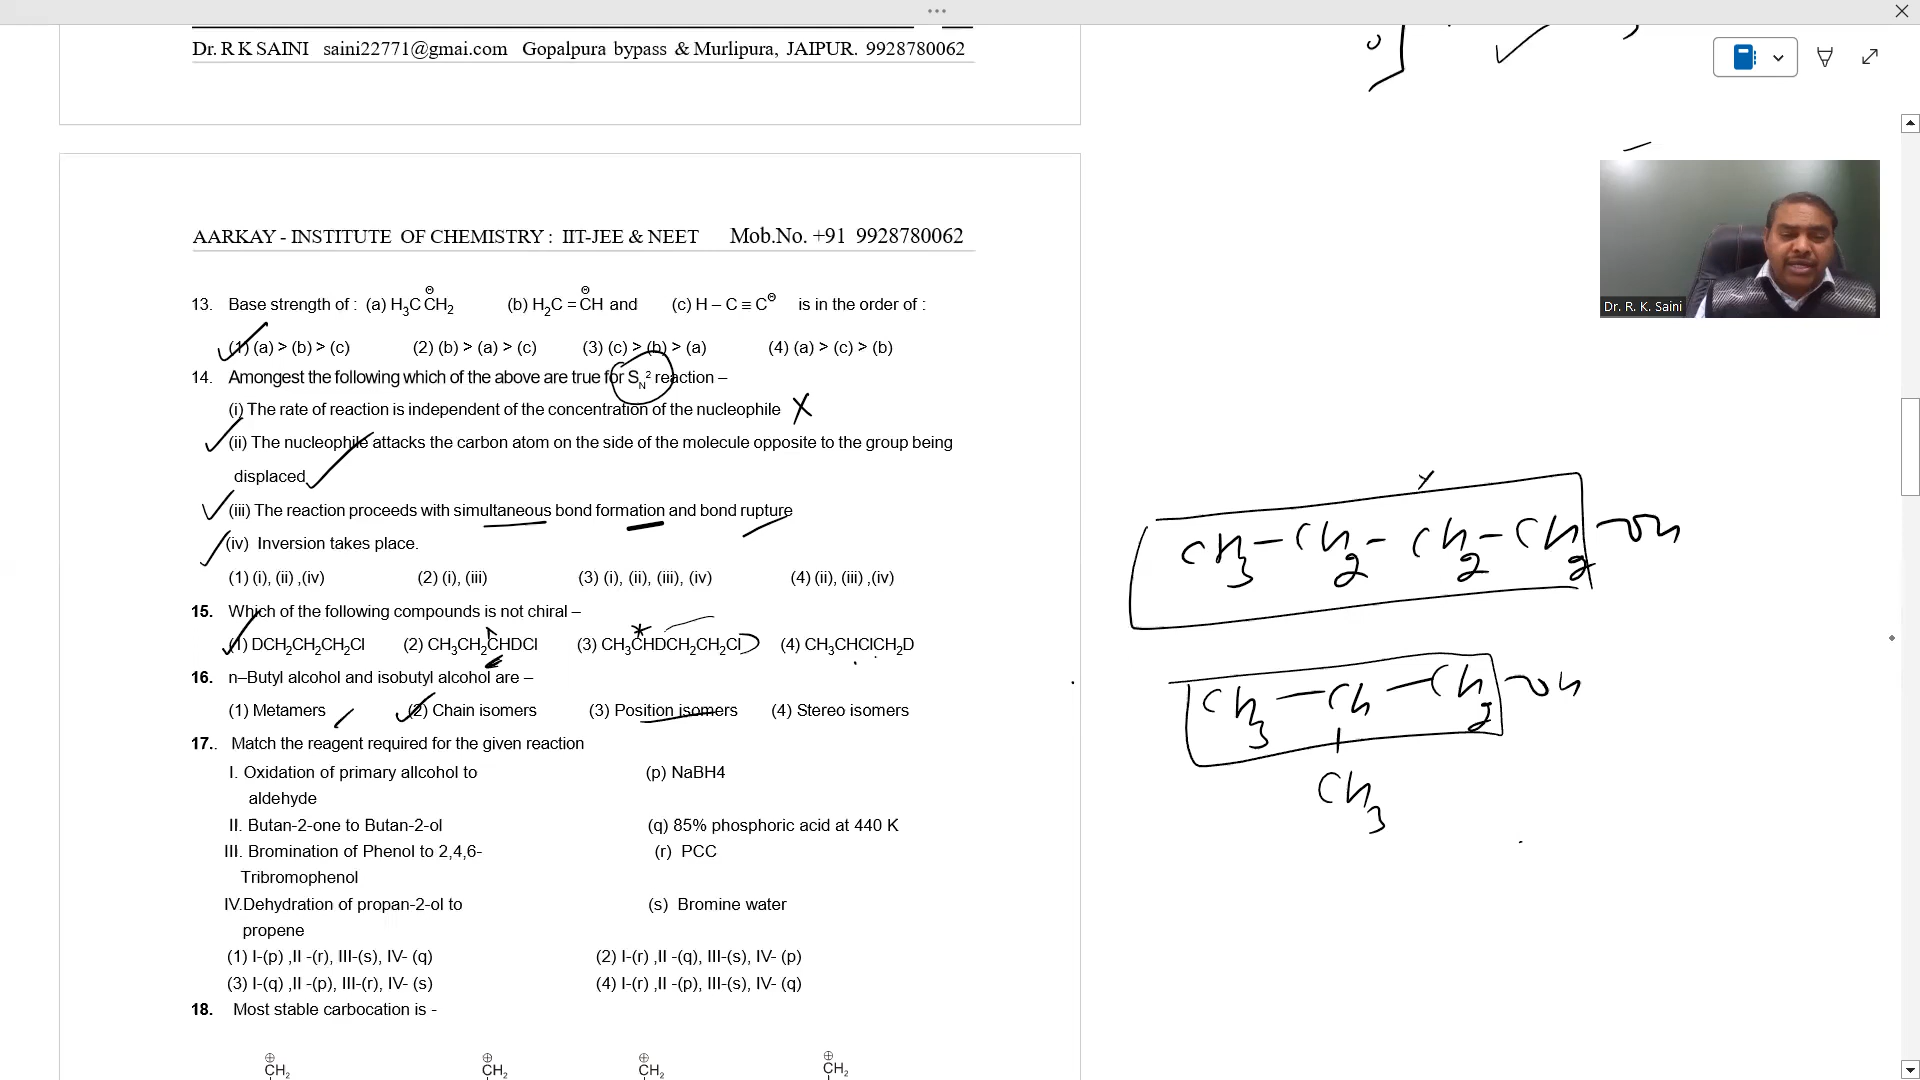 Dr. R K SAINI saini22771@gmai.com Gopalpura bypass & Murlipura, JAIPUR. 9928780062
Dr. R. K. Saini
AARKAY - INSTITUTE OF CHEMISTRY : IIT-JEE & NEET Mob.No. +91 9928780062
13. Base strength of : (a) H₃C C̈H₂⊖ (b) H₂C = CH⊖ and (c) H – C ≡ C⊖ is in the order of :
(1) (a) > (b) > (c) (2) (b) > (a) > (c) (3) (c) > (b) > (a) (4) (a) > (c) > (b)
14. Amongest the following which of the above are true for S_N² reaction –
(i) The rate of reaction is independent of the concentration of the nucleophile
(ii) The nucleophile attacks the carbon atom on the side of the molecule opposite to the group being
displaced
(iii) The reaction proceeds with simultaneous bond formation and bond rupture
(iv) Inversion takes place.
(1) (i), (ii) ,(iv) (2) (i), (iii) (3) (i), (ii), (iii), (iv) (4) (ii), (iii) ,(iv)
15. Which of the following compounds is not chiral –
(1) DCH₂CH₂CH₂Cl (2) CH₃CH₂CHDCl (3) CH₃CHDCH₂CH₂Cl (4) CH₃CHClCH₂D
16. n–Butyl alcohol and isobutyl alcohol are –
(1) Metamers (2) Chain isomers (3) Position isomers (4) Stereo isomers
17.. Match the reagent required for the given reaction
I. Oxidation of primary allcohol to (p) NaBH4
aldehyde
II. Butan-2-one to Butan-2-ol (q) 85% phosphoric acid at 440 K
III. Bromination of Phenol to 2,4,6- (r) PCC
Tribromophenol
IV.Dehydration of propan-2-ol to (s) Bromine water
propene
(1) I-(p) ,II -(r), III-(s), IV- (q) (2) I-(r) ,II -(q), III-(s), IV- (p)
(3) I-(q) ,II -(p), III-(r), IV- (s) (4) I-(r) ,II -(p), III-(s), IV- (q)
18. Most stable carbocation is -
⊕ ⊕ ⊕ ⊕
CH₂ CH₂ CH₂ CH₂
CH₃–CH₂–CH₂–CH₂–OH
CH₃–CH–CH₂–OH
CH₃